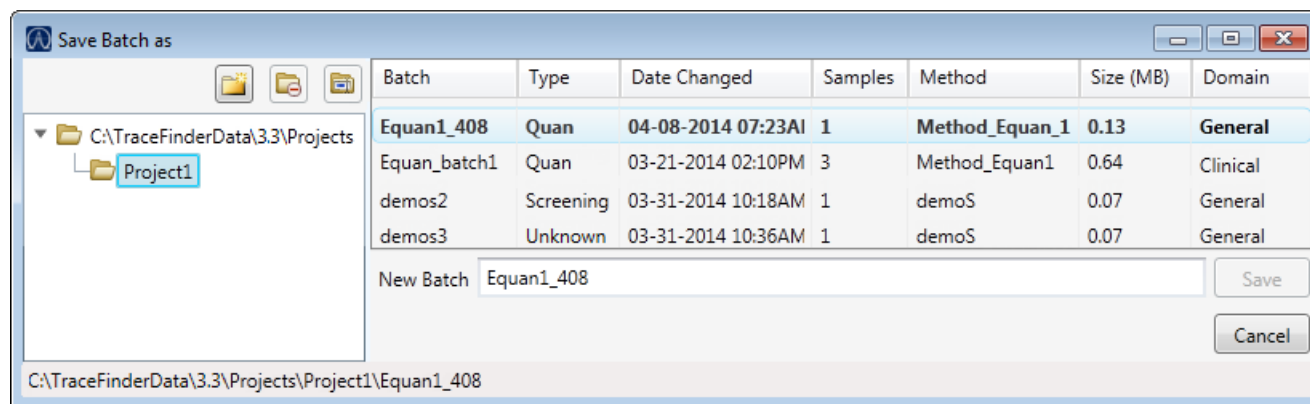 Save Batch as
Batch Type Date Changed Samples Method Size (MB) Domain
C:\TraceFinderData\3.3\Projects
Project1
Equan1_408 Quan 04-08-2014 07:23AI 1 Method_Equan_1 0.13 General
Equan_batch1 Quan 03-21-2014 02:10PM 3 Method_Equan1 0.64 Clinical
demos2 Screening 03-31-2014 10:18AM 1 demoS 0.07 General
demos3 Unknown 03-31-2014 10:36AM 1 demoS 0.07 General
New Batch Equan1_408 Save
Cancel
C:\TraceFinderData\3.3\Projects\Project1\Equan1_408